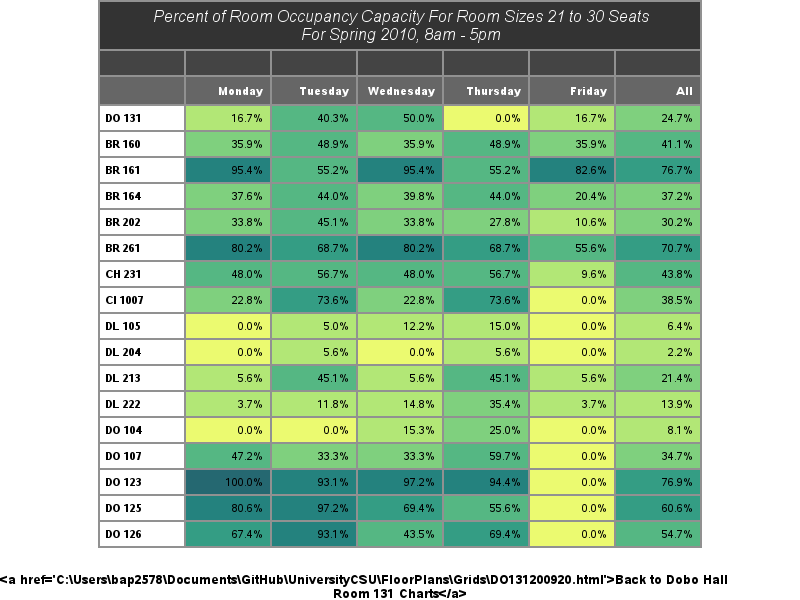 Percent of Room Occupancy Capacity For Room Sizes 21 to 30 Seats
For Spring 2010, 8am - 5pm
Monday Tuesday Wednesday Thursday Friday All
DO 131 16.7% 40.3% 50.0% 0.0% 16.7% 24.7%
BR 160 35.9% 48.9% 35.9% 48.9% 35.9% 41.1%
BR 161 95.4% 55.2% 95.4% 55.2% 82.6% 76.7%
BR 164 37.6% 44.0% 39.8% 44.0% 20.4% 37.2%
BR 202 33.8% 45.1% 33.8% 27.8% 10.6% 30.2%
BR 261 80.2% 68.7% 80.2% 68.7% 55.6% 70.7%
CH 231 48.0% 56.7% 48.0% 56.7% 9.6% 43.8%
CI 1007 22.8% 73.6% 22.8% 73.6% 0.0% 38.5%
DL 105 0.0% 5.0% 12.2% 15.0% 0.0% 6.4%
DL 204 0.0% 5.6% 0.0% 5.6% 0.0% 2.2%
DL 213 5.6% 45.1% 5.6% 45.1% 5.6% 21.4%
DL 222 3.7% 11.8% 14.8% 35.4% 3.7% 13.9%
DO 104 0.0% 0.0% 15.3% 25.0% 0.0% 8.1%
DO 107 47.2% 33.3% 33.3% 59.7% 0.0% 34.7%
DO 123 100.0% 93.1% 97.2% 94.4% 0.0% 76.9%
DO 125 80.6% 97.2% 69.4% 55.6% 0.0% 60.6%
DO 126 67.4% 93.1% 43.5% 69.4% 0.0% 54.7%
<a href='C:\Users\bap2578\Documents\GitHub\UniversityCSU\FloorPlans\Grids\DO131200920.html'>Back to Dobo Hall
Room 131 Charts</a>